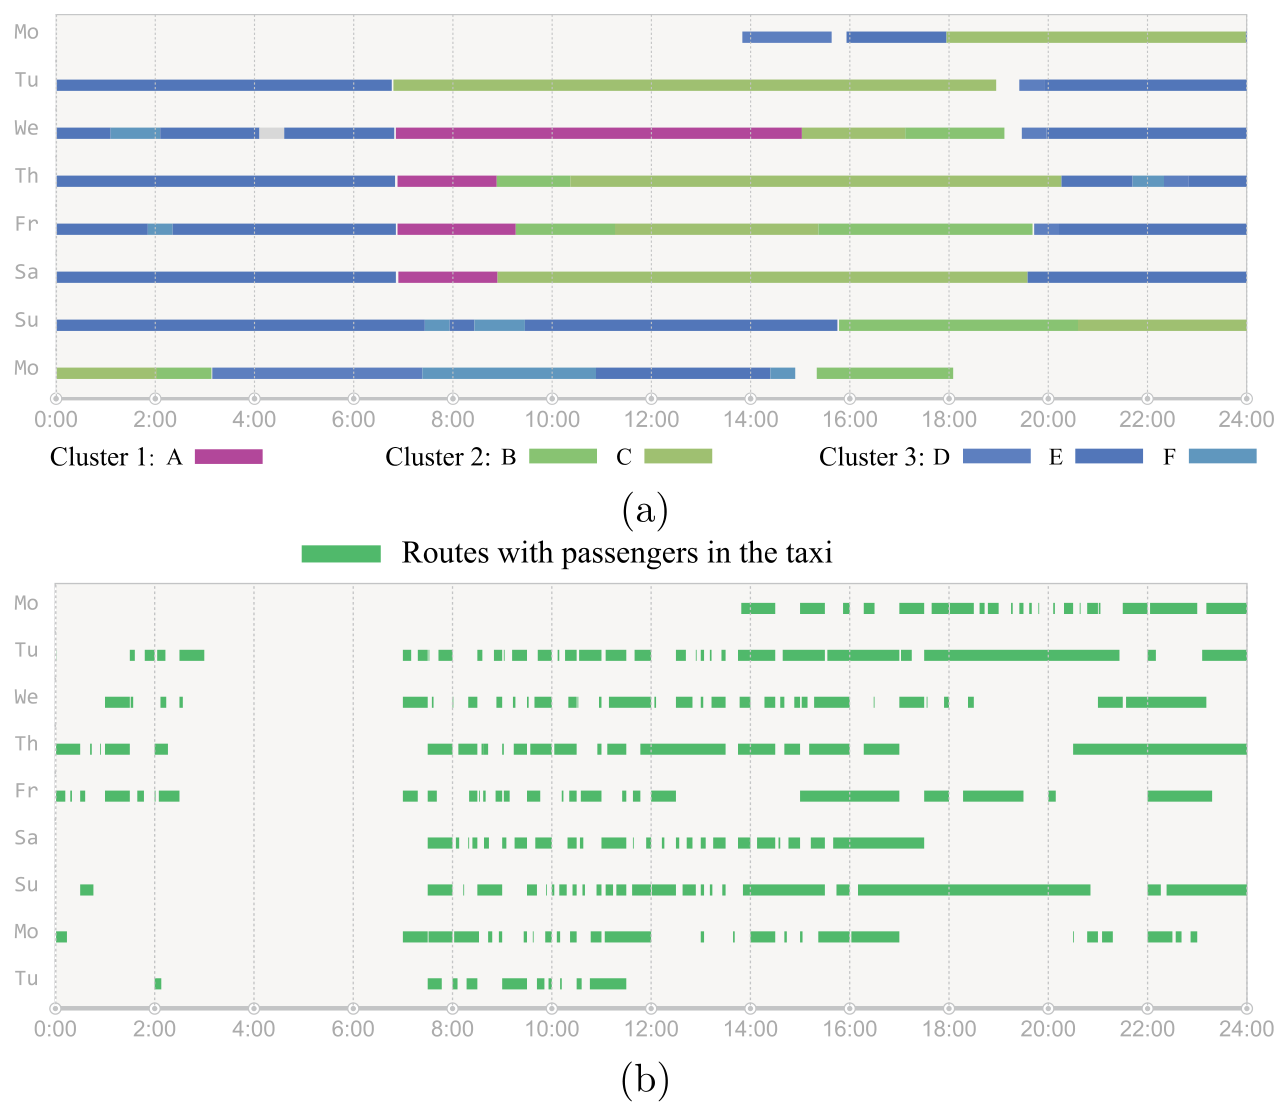 Mo
Tu
We
Th
Fr
Sa
Su
Mo
0:00 2:00 4:00 6:00 8:00 10:00 12:00 14:00 16:00 18:00 20:00 22:00 24:00
Cluster 1: A Cluster 2: B C Cluster 3: D E F
(a)
Routes with passengers in the taxi
Mo
Tu
We
Th
Fr
Sa
Su
Mo
Tu
0:00 2:00 4:00 6:00 8:00 10:00 12:00 14:00 16:00 18:00 20:00 22:00 24:00
(b)